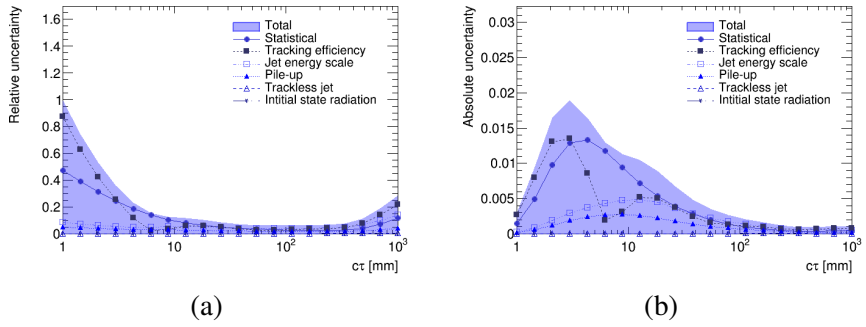 Relative uncertainty
1.6
1.4
1.2
1
0.8
0.6
0.4
0.2
0
Total
Statistical
Tracking efficiency
Jet energy scale
Pile-up
Trackless jet
Intitial state radiation
1 10 10² 10³
cτ [mm]
(a)
Absolute uncertainty
0.03
0.025
0.02
0.015
0.01
0.005
0
Total
Statistical
Tracking efficiency
Jet energy scale
Pile-up
Trackless jet
Intitial state radiation
1 10 10² 10³
cτ [mm]
(b)